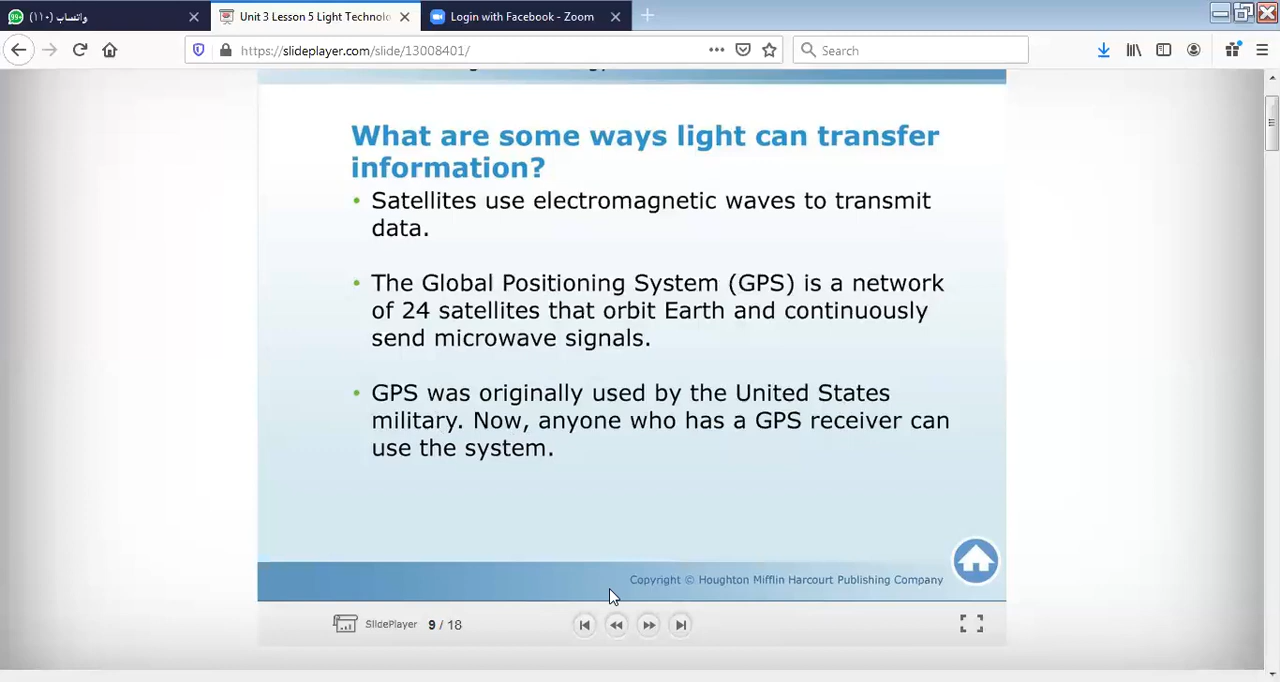 واتساب (١١٠)
Unit 3 Lesson 5 Light Technolo
Login with Facebook - Zoom
https://slideplayer.com/slide/13008401/
Search
What are some ways light can transfer
information?
• Satellites use electromagnetic waves to transmit
data.
• The Global Positioning System (GPS) is a network
of 24 satellites that orbit Earth and continuously
send microwave signals.
• GPS was originally used by the United States
military. Now, anyone who has a GPS receiver can
use the system.
Copyright © Houghton Mifflin Harcourt Publishing Company
SlidePlayer 9 / 18